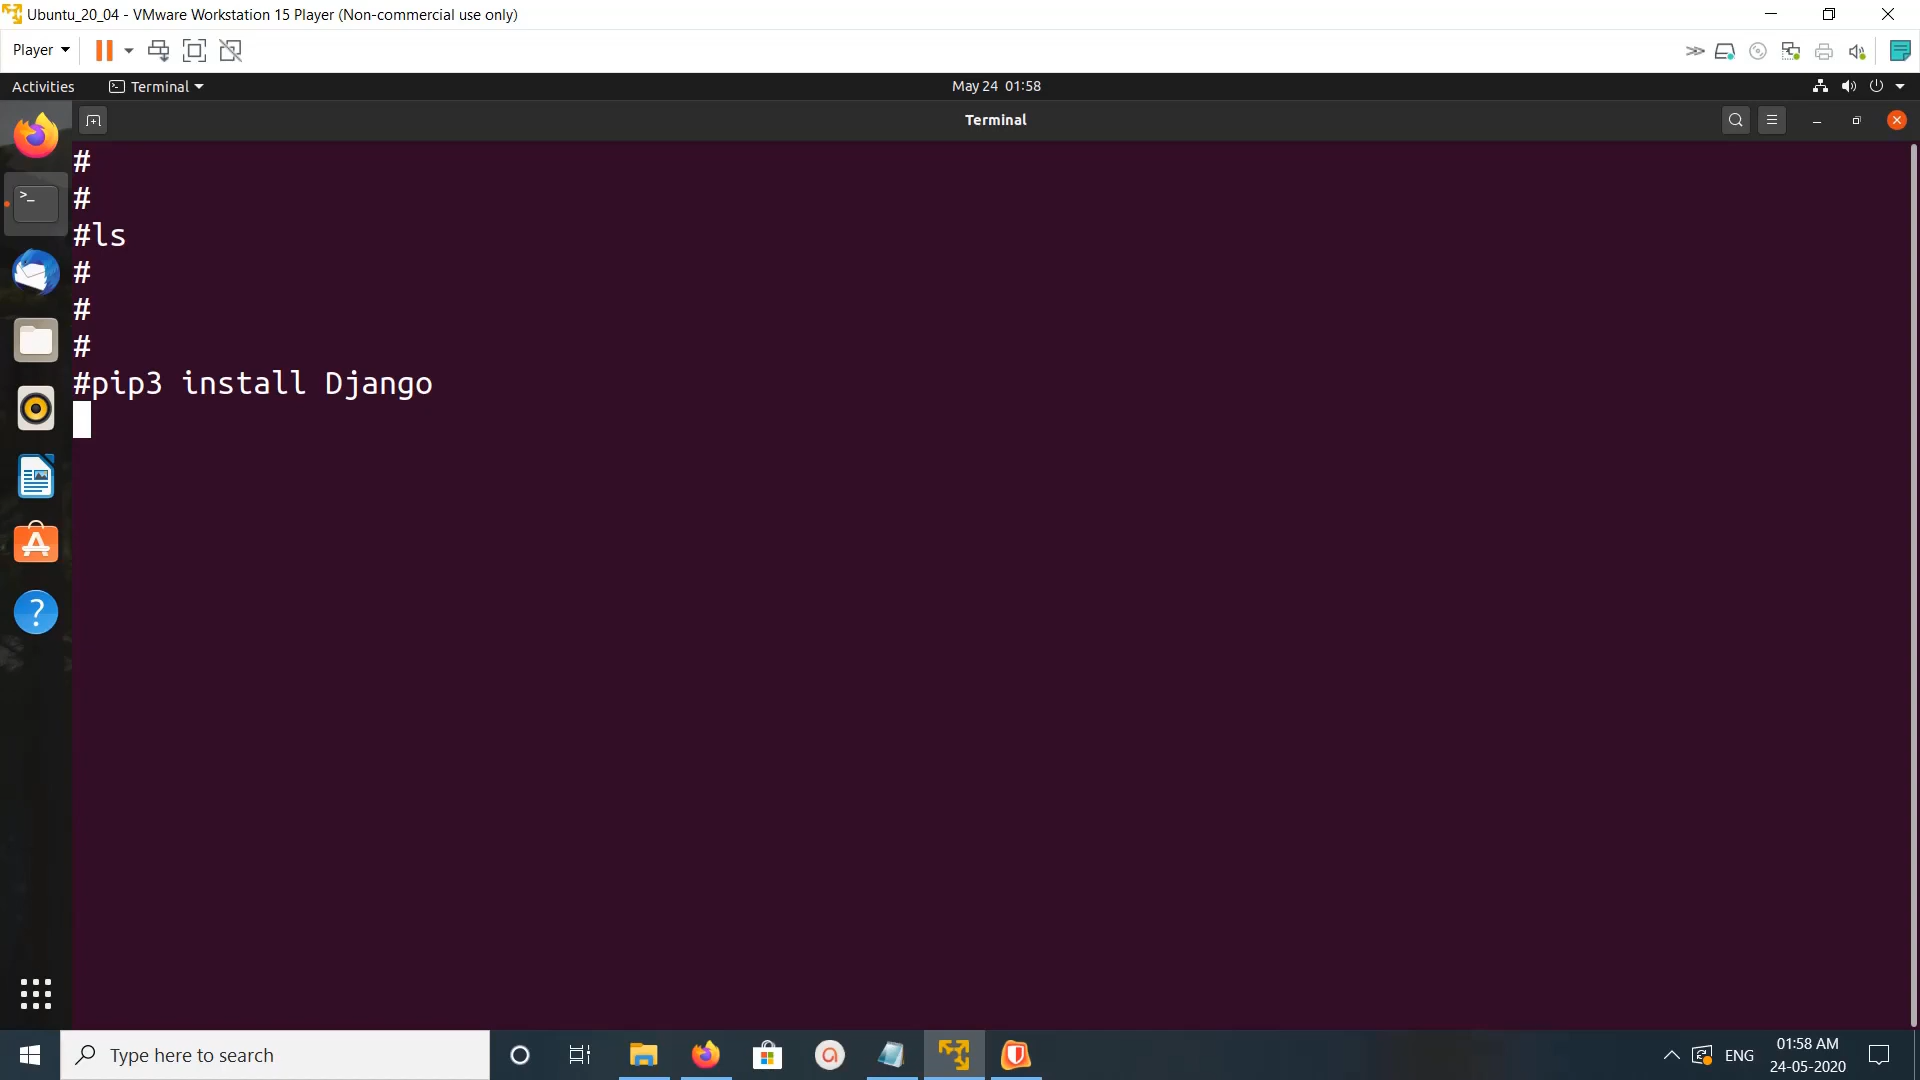 Ubuntu_20_04 - VMware Workstation 15 Player (Non-commercial use only)
Player
Activities
Terminal
May 24 01:58
Terminal
#
#
#ls
#
#
#
#pip3 install Django
Type here to search
ENG
01:58 AM
24-05-2020